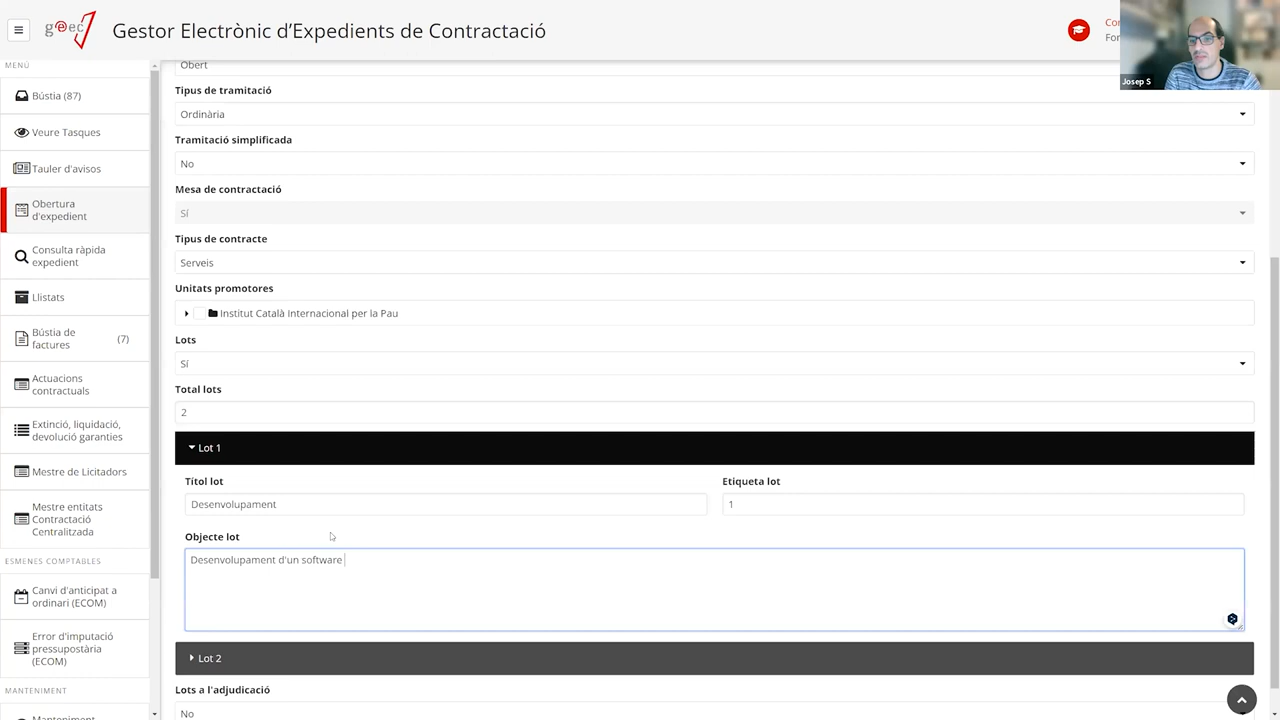 geec
Gestor Electrònic d'Expedients de Contractació
Josep S
MENÚ
Bústia (87)
Veure Tasques
Tauler d'avisos
Obertura
d'expedient
Consulta ràpida
expedient
Llistats
Bústia de
factures
(7)
Actuacions
contractuals
Extinció, liquidació,
devolució garanties
Mestre de Licitadors
Mestre entitats
Contractació
Centralitzada
ESMENES COMPTABLES
Canvi d'anticipat a
ordinari (ECOM)
Error d'imputació
pressupostària
(ECOM)
MANTENIMENT
Manteniment
Obert
Tipus de tramitació
Ordinària
Tramitació simplificada
No
Mesa de contractació
Sí
Tipus de contracte
Serveis
Unitats promotores
Institut Català Internacional per la Pau
Lots
Sí
Total lots
2
Lot 1
Títol lot
Etiqueta lot
Desenvolupament
1
Objecte lot
Desenvolupament d'un software
Lot 2
Lots a l'adjudicació
No